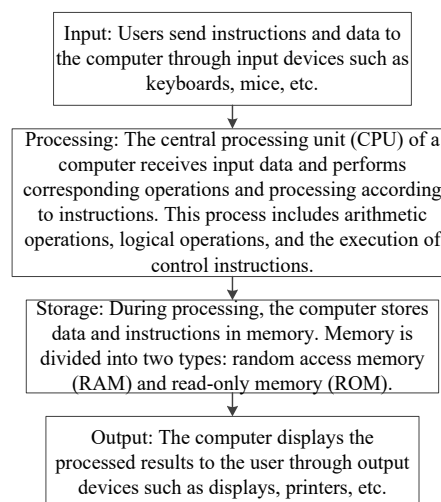 Input: Users send instructions and data to
the computer through input devices such as
keyboards, mice, etc.
Processing: The central processing unit (CPU) of a
computer receives input data and performs
corresponding operations and processing according
to instructions. This process includes arithmetic
operations, logical operations, and the execution of
control instructions.
Storage: During processing, the computer stores
data and instructions in memory. Memory is
divided into two types: random access memory
(RAM) and read-only memory (ROM).
Output: The computer displays the
processed results to the user through output
devices such as displays, printers, etc.